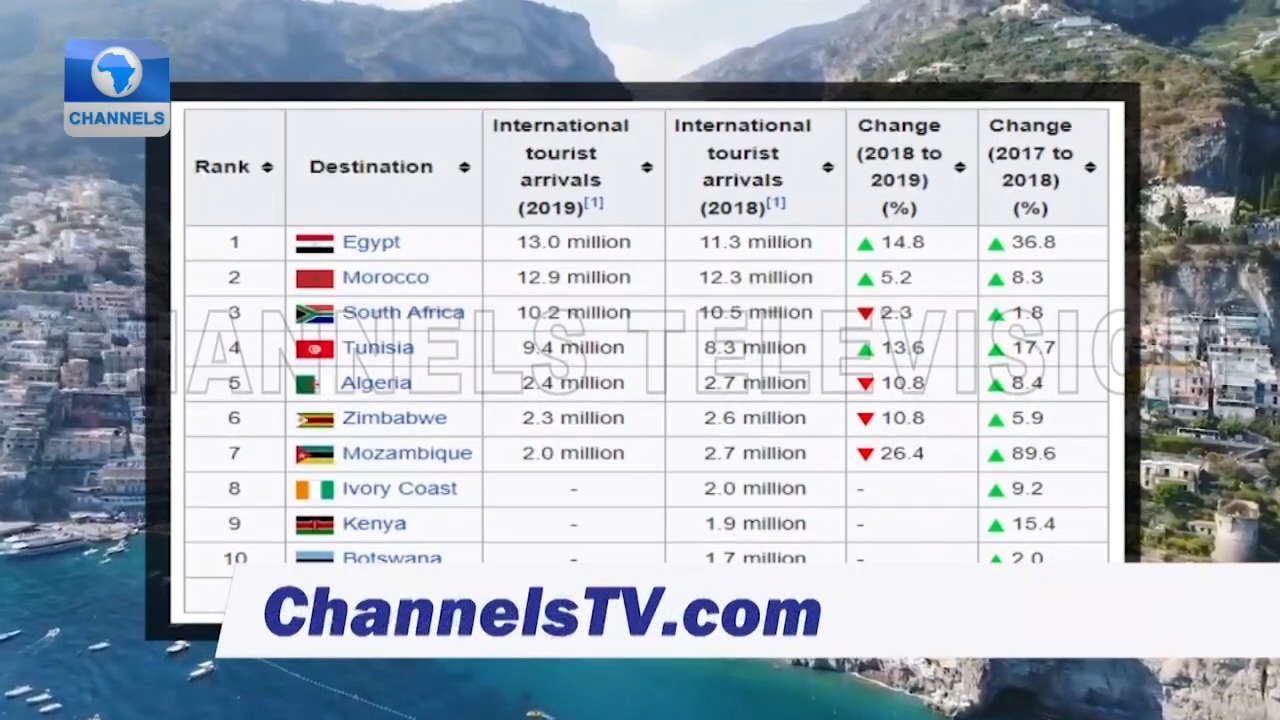 CHANNELS
Rank Destination International tourist arrivals (2019)[1] International tourist arrivals (2018)[1] Change (2018 to 2019) (%) Change (2017 to 2018) (%)
1 Egypt 13.0 million 11.3 million ▲ 14.8 ▲ 36.8
2 Morocco 12.9 million 12.3 million ▲ 5.2 ▲ 8.3
3 South Africa 10.2 million 10.5 million ▼ 2.3 ▲ 1.8
4 Tunisia 9.4 million 8.3 million ▲ 13.6 ▲ 17.7
5 Algeria 2.4 million 2.7 million ▼ 10.8 ▲ 8.4
6 Zimbabwe 2.3 million 2.6 million ▼ 10.8 ▲ 5.9
7 Mozambique 2.0 million 2.7 million ▼ 26.4 ▲ 89.6
8 Ivory Coast - 2.0 million - ▲ 9.2
9 Kenya - 1.9 million - ▲ 15.4
10 Botswana - 1.7 million - ▲ 2.0
HANNELS TELEVISIO
ChannelsTV.com